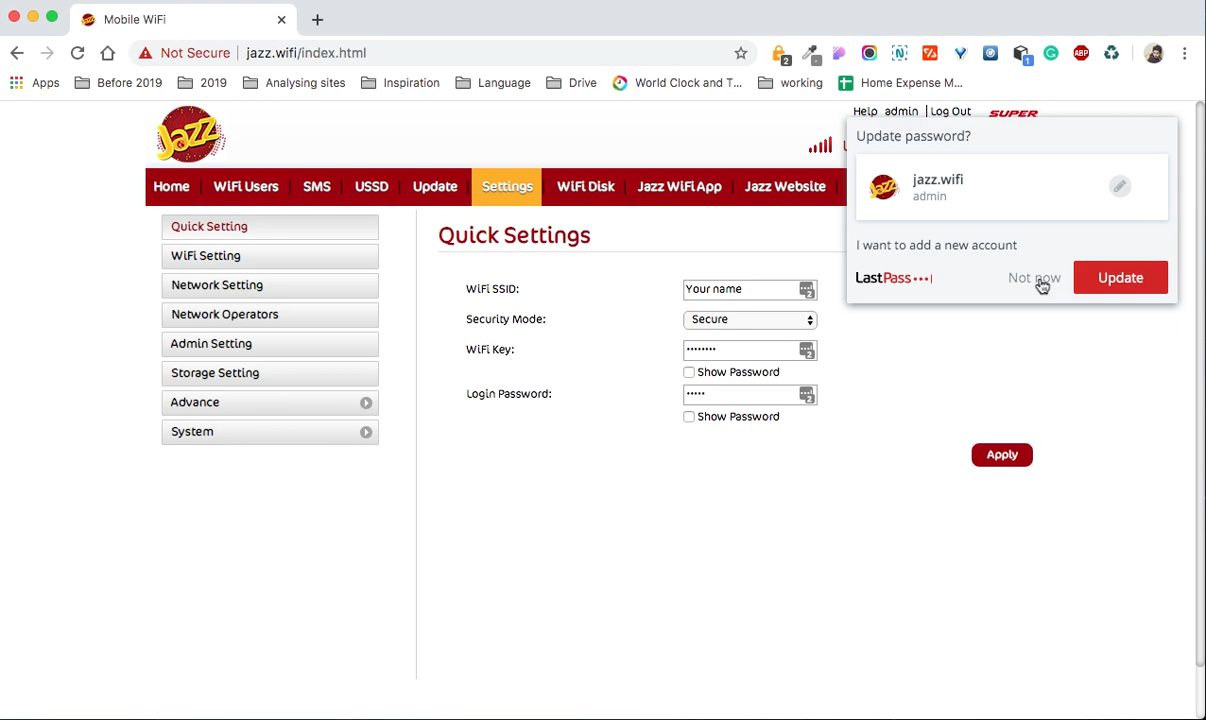 Mobile WiFi
Not Secure jazz.wifi/index.html
2
1
ABP
Apps Before 2019 2019 Analysing sites Inspiration Language Drive World Clock and T... working Home Expense M...
Jazz
Help admin | Log Out SUPER
Home WiFi Users SMS USSD Update Settings WiFi Disk Jazz WiFi App Jazz Website
Update password?
jazz.wifi
admin
I want to add a new account
LastPass
Not now
Update
Quick Setting
WiFi Setting
Network Setting
Network Operators
Admin Setting
Storage Setting
Advance
System
Quick Settings
WiFi SSID: Your name
Security Mode: Secure
WiFi Key: ••••••••
Show Password
Login Password: •••••
Show Password
Apply